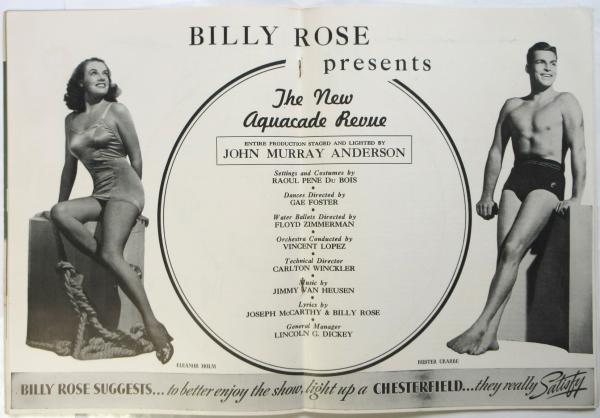 BILLY ROSE
presents
The New
Aquacade Revue
ENTIRE PRODUCTION STAGED AND LIGHTED BY
JOHN MURRAY ANDERSON
Settings and Costumes by
RAOUL PENE DU BOIS
Dances Directed by
GAE FOSTER
Water Ballets Directed by
FLOYD ZIMMERMAN
Orchestra Conducted by
VINCENT LOPEZ
Technical Director
CARLTON WINCKLER
Music by
JIMMY VAN HEUSEN
Lyrics by
JOSEPH McCARTHY & BILLY ROSE
General Manager
LINCOLN G. DICKEY
ELEANOR HOLM
BUSTER CRABBE
BILLY ROSE SUGGESTS... to better enjoy the show, light up a CHESTERFIELD... they really Satisfy